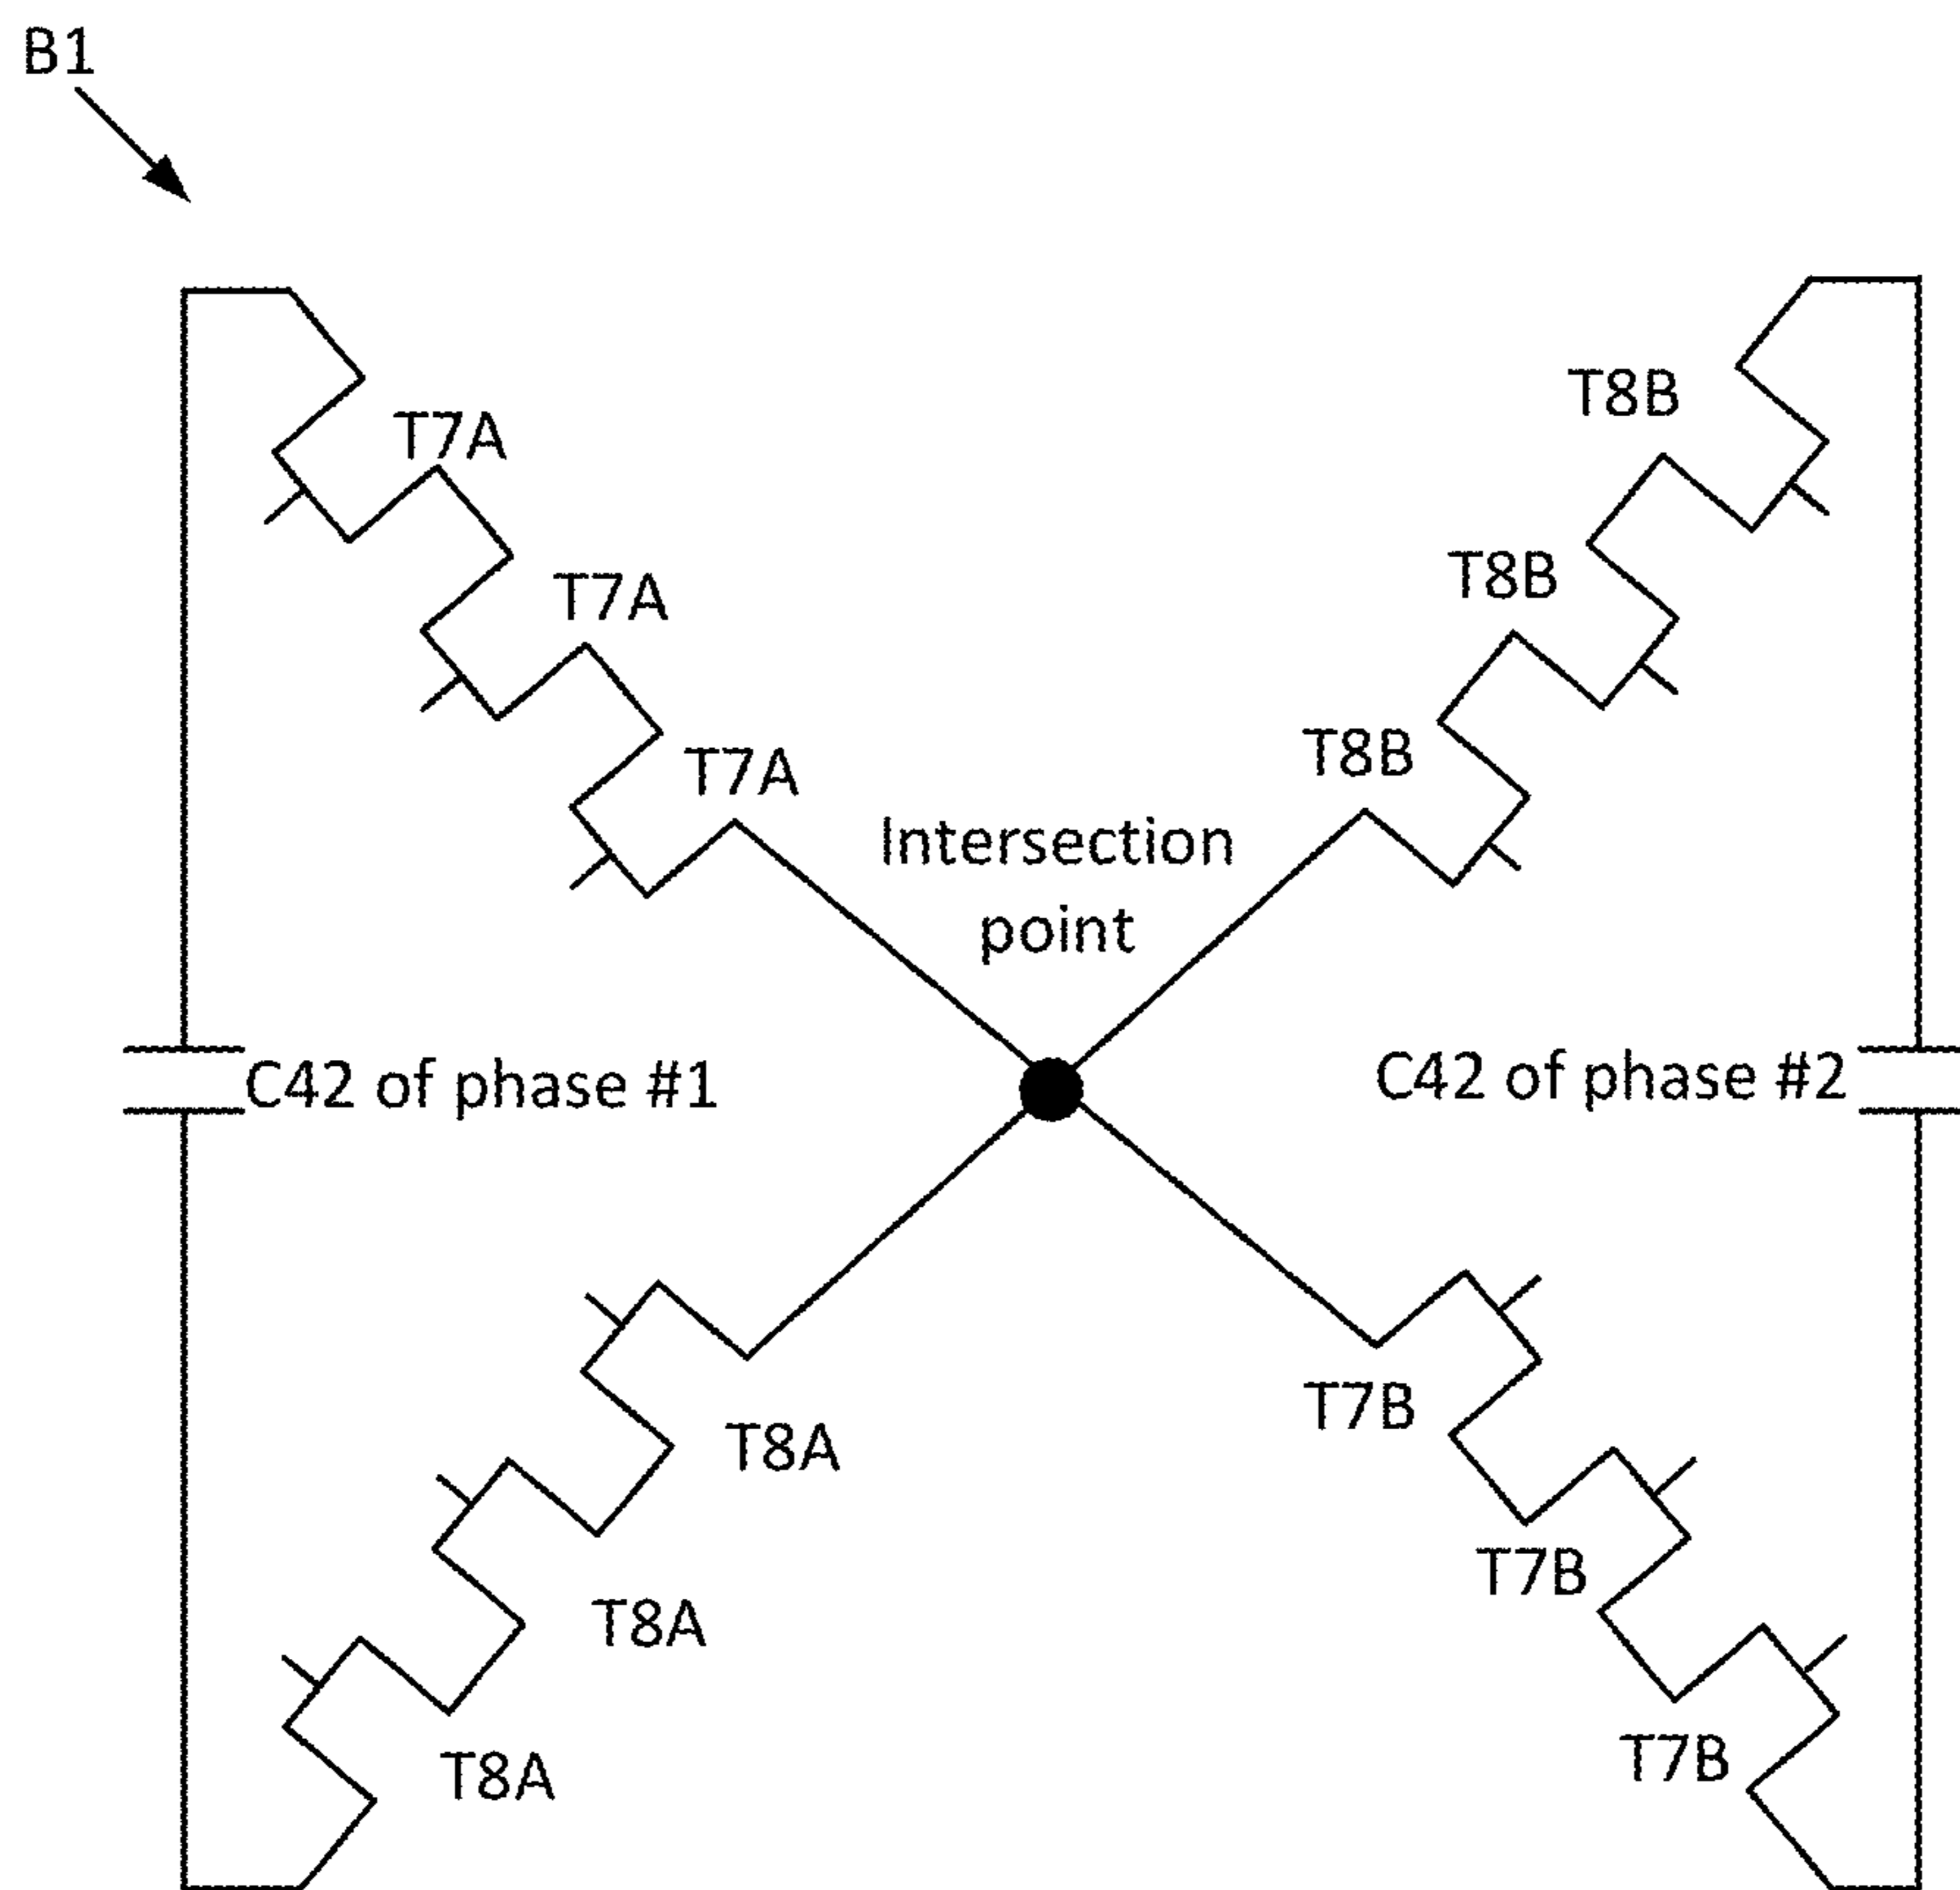 B1
T8B
T7A
T8B
T7A
T8B
T7A
Intersection
point
C42 of phase #1
C42 of phase #2
T7B
T8A
T7B
T8A
T7B
T8A